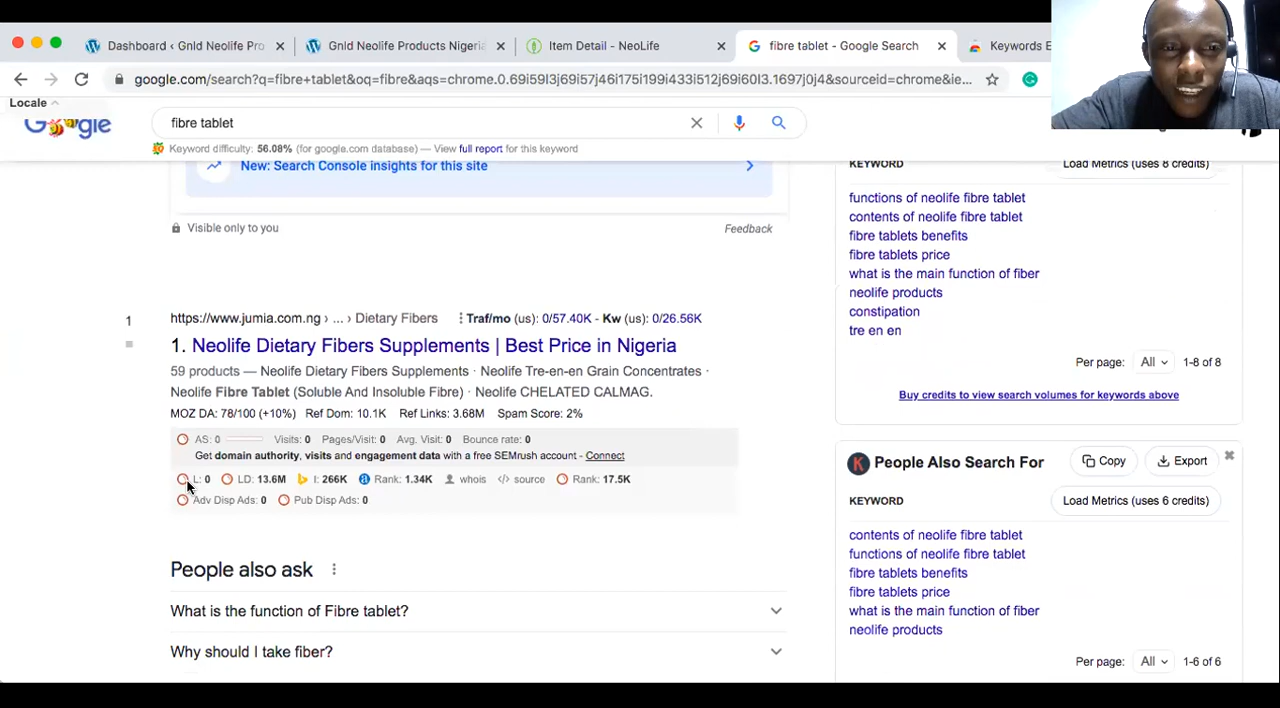 Dashboard ‹ Gnld Neolife Pro
Gnld Neolife Products Nigeria
Item Detail - NeoLife
fibre tablet - Google Search
Keywords E
google.com/search?q=fibre+tablet&oq=fibre&aqs=chrome.0.69i59l3j69i57j46i175i199i433i512j69i60l3.1697j0j4&sourceid=chrome&ie...
Locale
Google
fibre tablet
Keyword difficulty: 56.08% (for google.com database) — View full report for this keyword
New: Search Console insights for this site
Visible only to you
Feedback
1
https://www.jumia.com.ng › ... › Dietary Fibers
Traf/mo (us): 0/57.40K - Kw (us): 0/26.56K
1. Neolife Dietary Fibers Supplements | Best Price in Nigeria
59 products — Neolife Dietary Fibers Supplements · Neolife Tre-en-en Grain Concentrates ·
Neolife Fibre Tablet (Soluble And Insoluble Fibre) · Neolife CHELATED CALMAG.
MOZ DA: 78/100 (+10%) Ref Dom: 10.1K Ref Links: 3.68M Spam Score: 2%
AS: 0 Visits: 0 Pages/Visit: 0 Avg. Visit: 0 Bounce rate: 0
Get domain authority, visits and engagement data with a free SEMrush account - Connect
L: 0 LD: 13.6M I: 266K Rank: 1.34K whois </> source Rank: 17.5K
Adv Disp Ads: 0 Pub Disp Ads: 0
People also ask
What is the function of Fibre tablet?
Why should I take fiber?
KEYWORD
Load Metrics (uses 8 credits)
functions of neolife fibre tablet
contents of neolife fibre tablet
fibre tablets benefits
fibre tablets price
what is the main function of fiber
neolife products
constipation
tre en en
Per page: All 1-8 of 8
Buy credits to view search volumes for keywords above
People Also Search For
Copy
Export
KEYWORD
Load Metrics (uses 6 credits)
contents of neolife fibre tablet
functions of neolife fibre tablet
fibre tablets benefits
fibre tablets price
what is the main function of fiber
neolife products
Per page: All 1-6 of 6